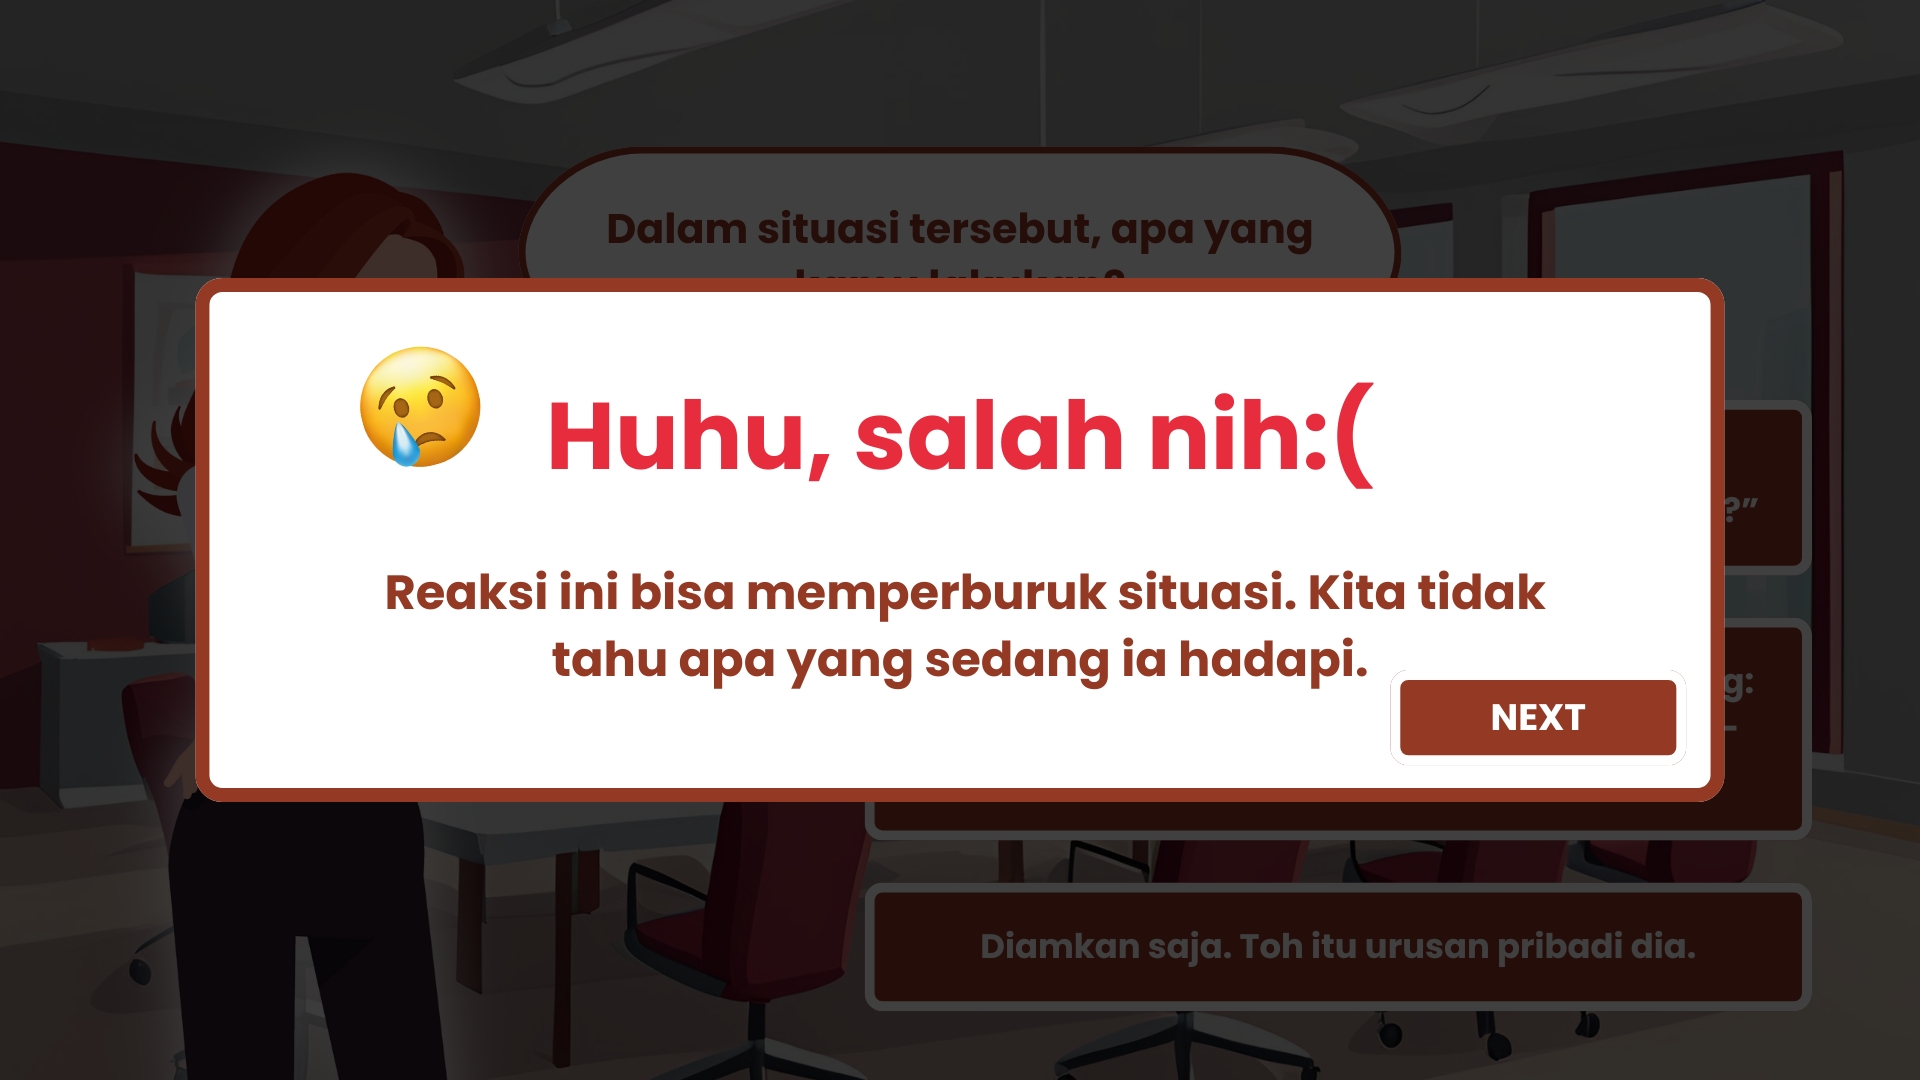 Dalam situasi tersebut, apa yang
Huhu, salah nih:(
?”
Reaksi ini bisa memperburuk situasi. Kita tidak
tahu apa yang sedang ia hadapi.
g:
NEXT
Diamkan saja. Toh itu urusan pribadi dia.